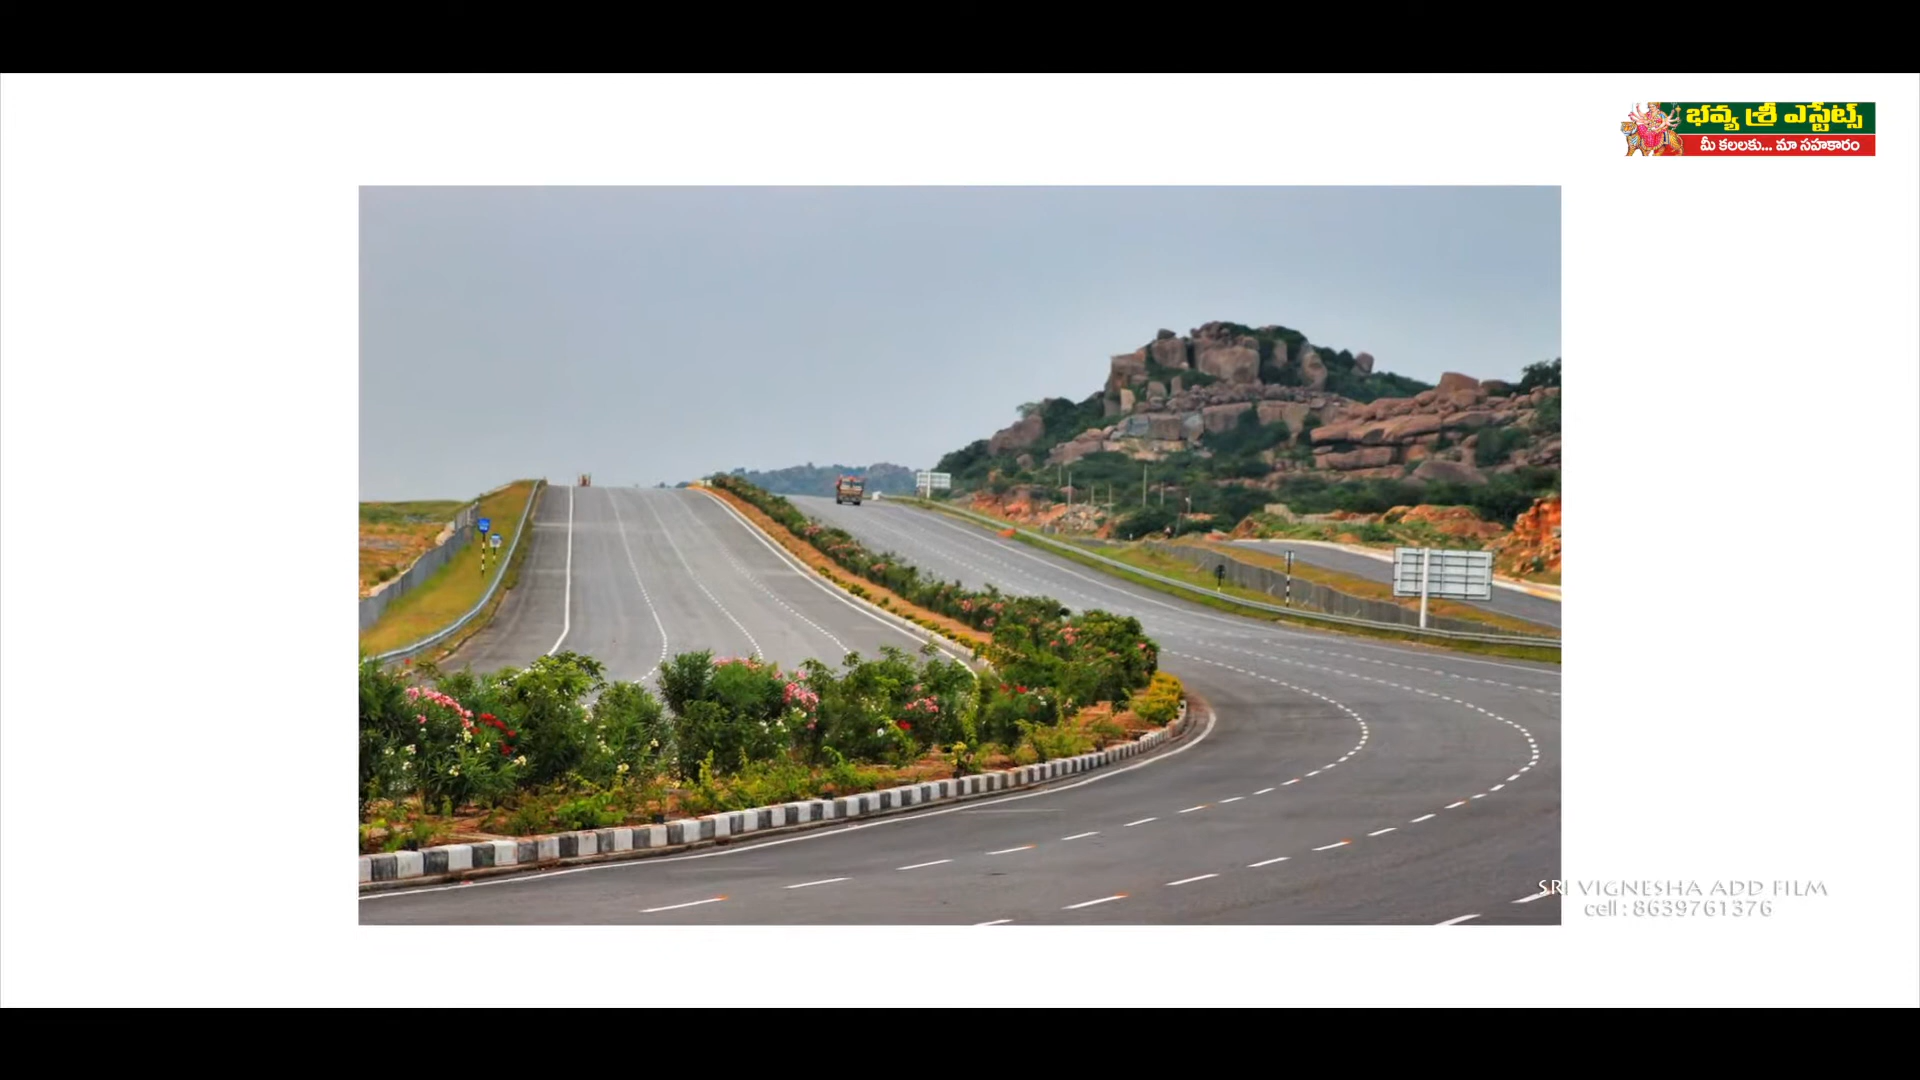 భవ్య శ్రీ ఎస్టేట్స్
మీ కలలకు... మా సహకారం
SRI VIGNESHA ADD FILM
cell : 8639761376